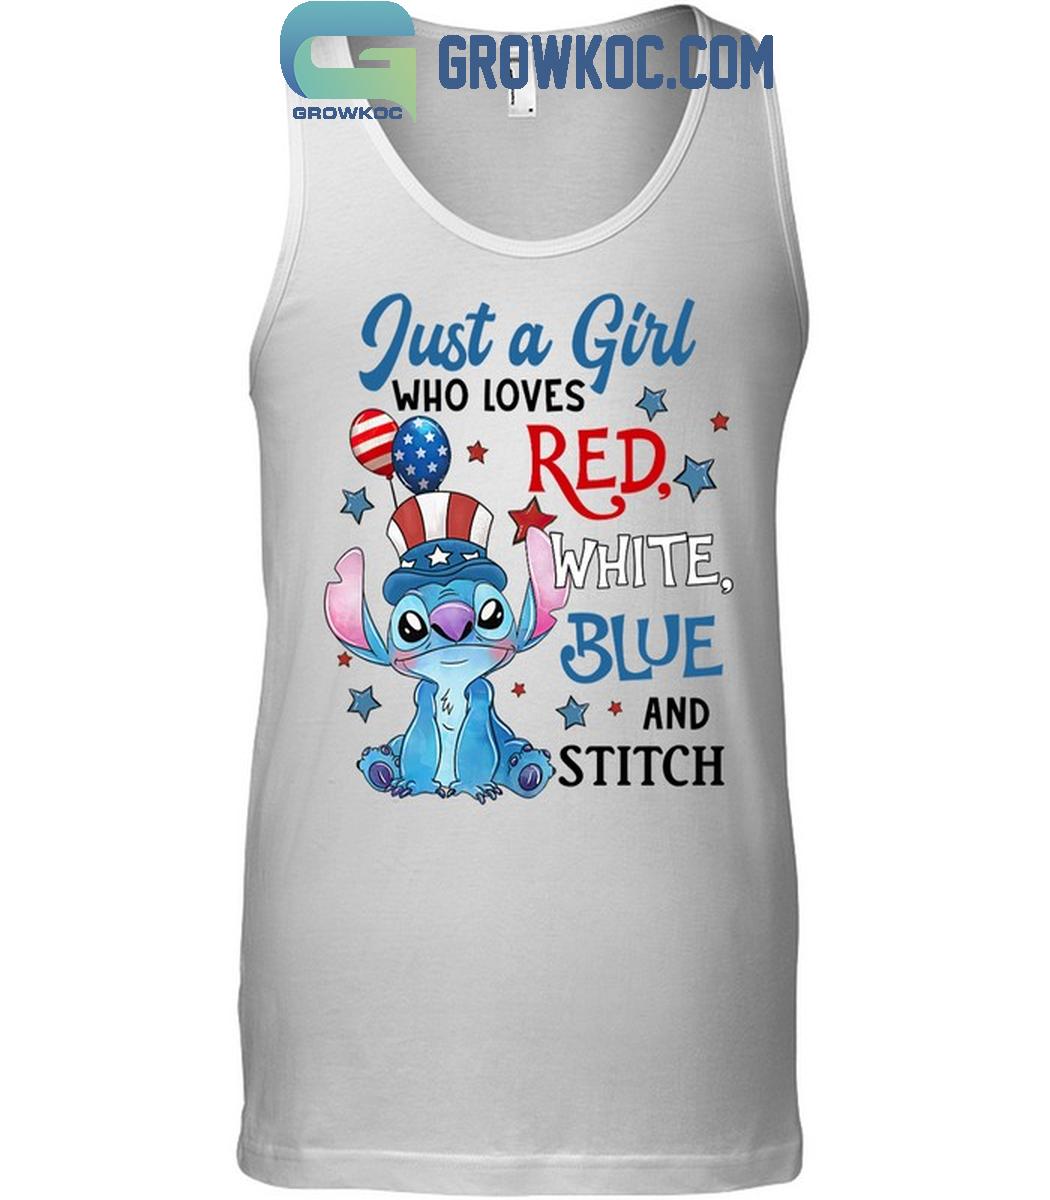 GROWKOC
GROWKOC.COM
Just a Girl
WHO LOVES
RED,
WHITE,
BLUE
AND
STITCH